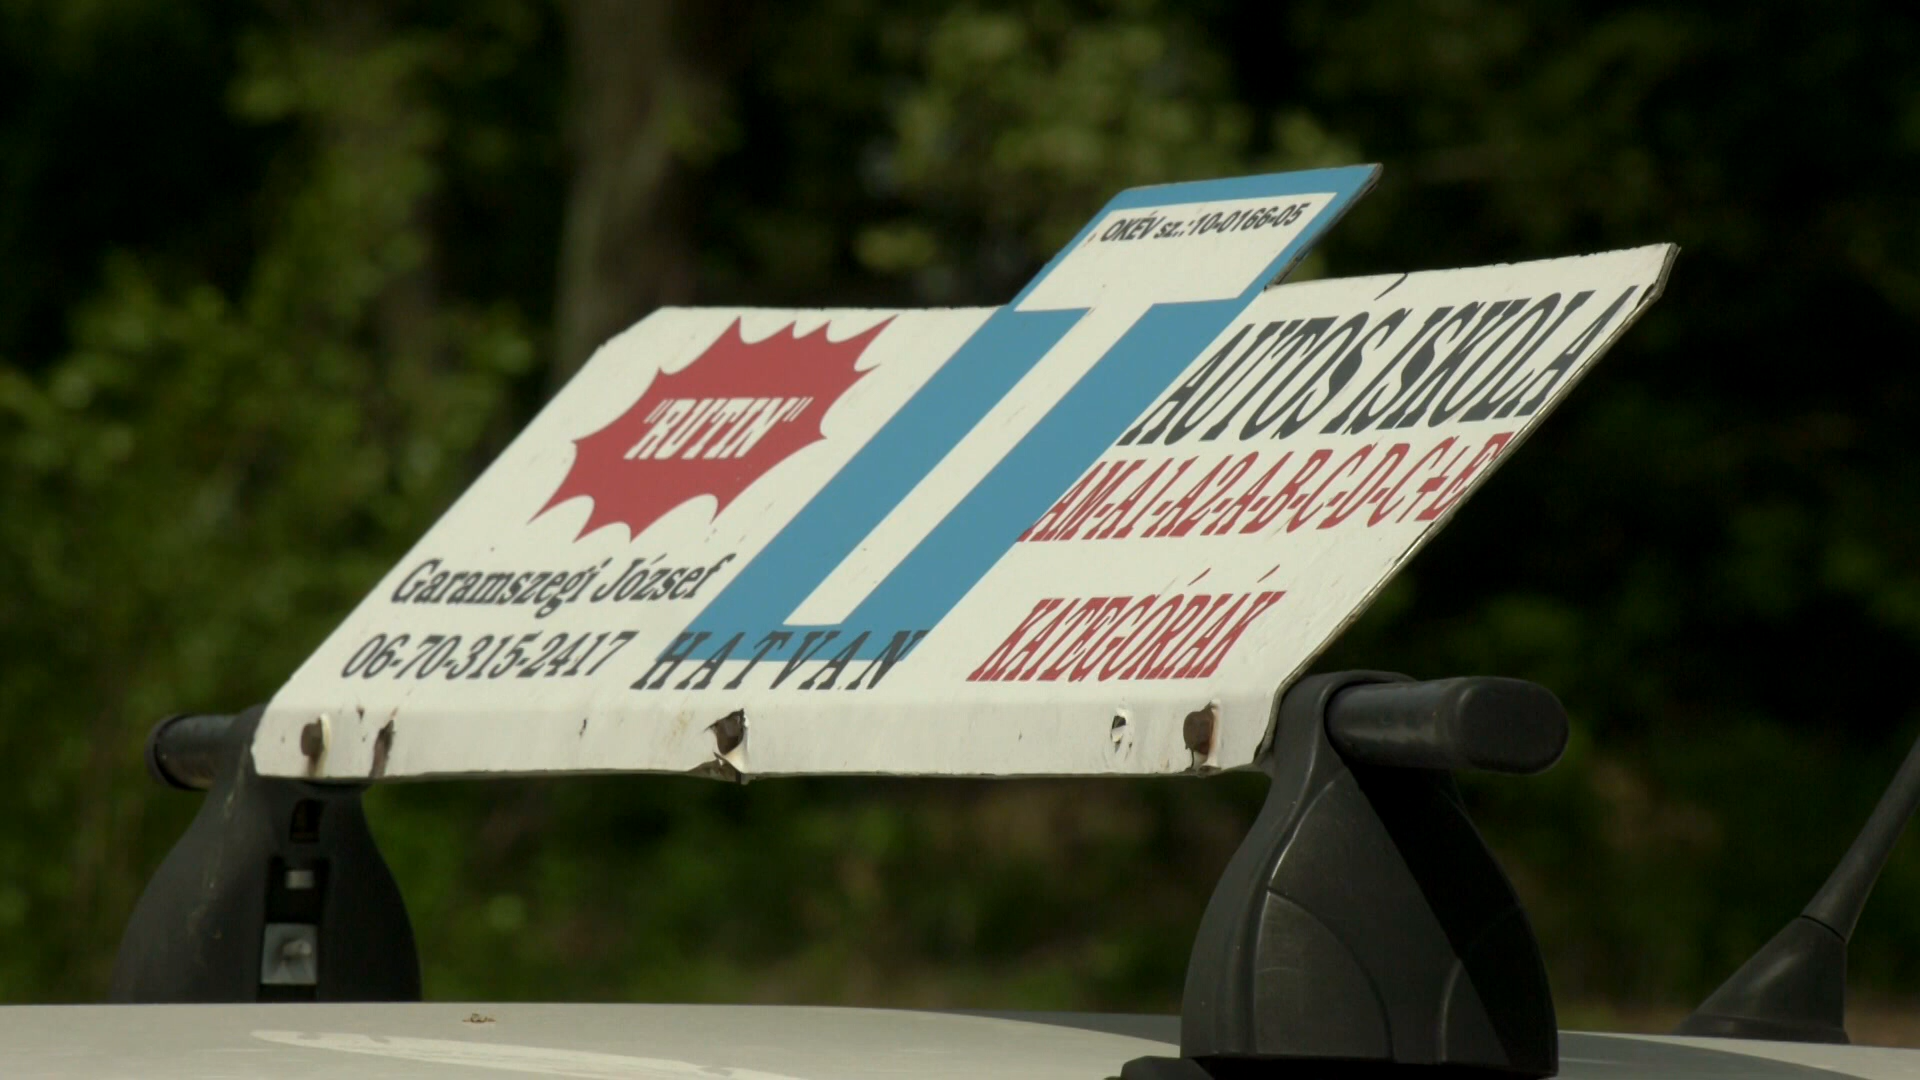 OKÉV sz.: 10-0166-05
T
"RUTIN"
Garamszegi József
06-70-315-2417
HATVAN
AUTÓS ISKOLA
AM-A1-A2-A-B-C-D-C+E
KATEGÓRIÁK